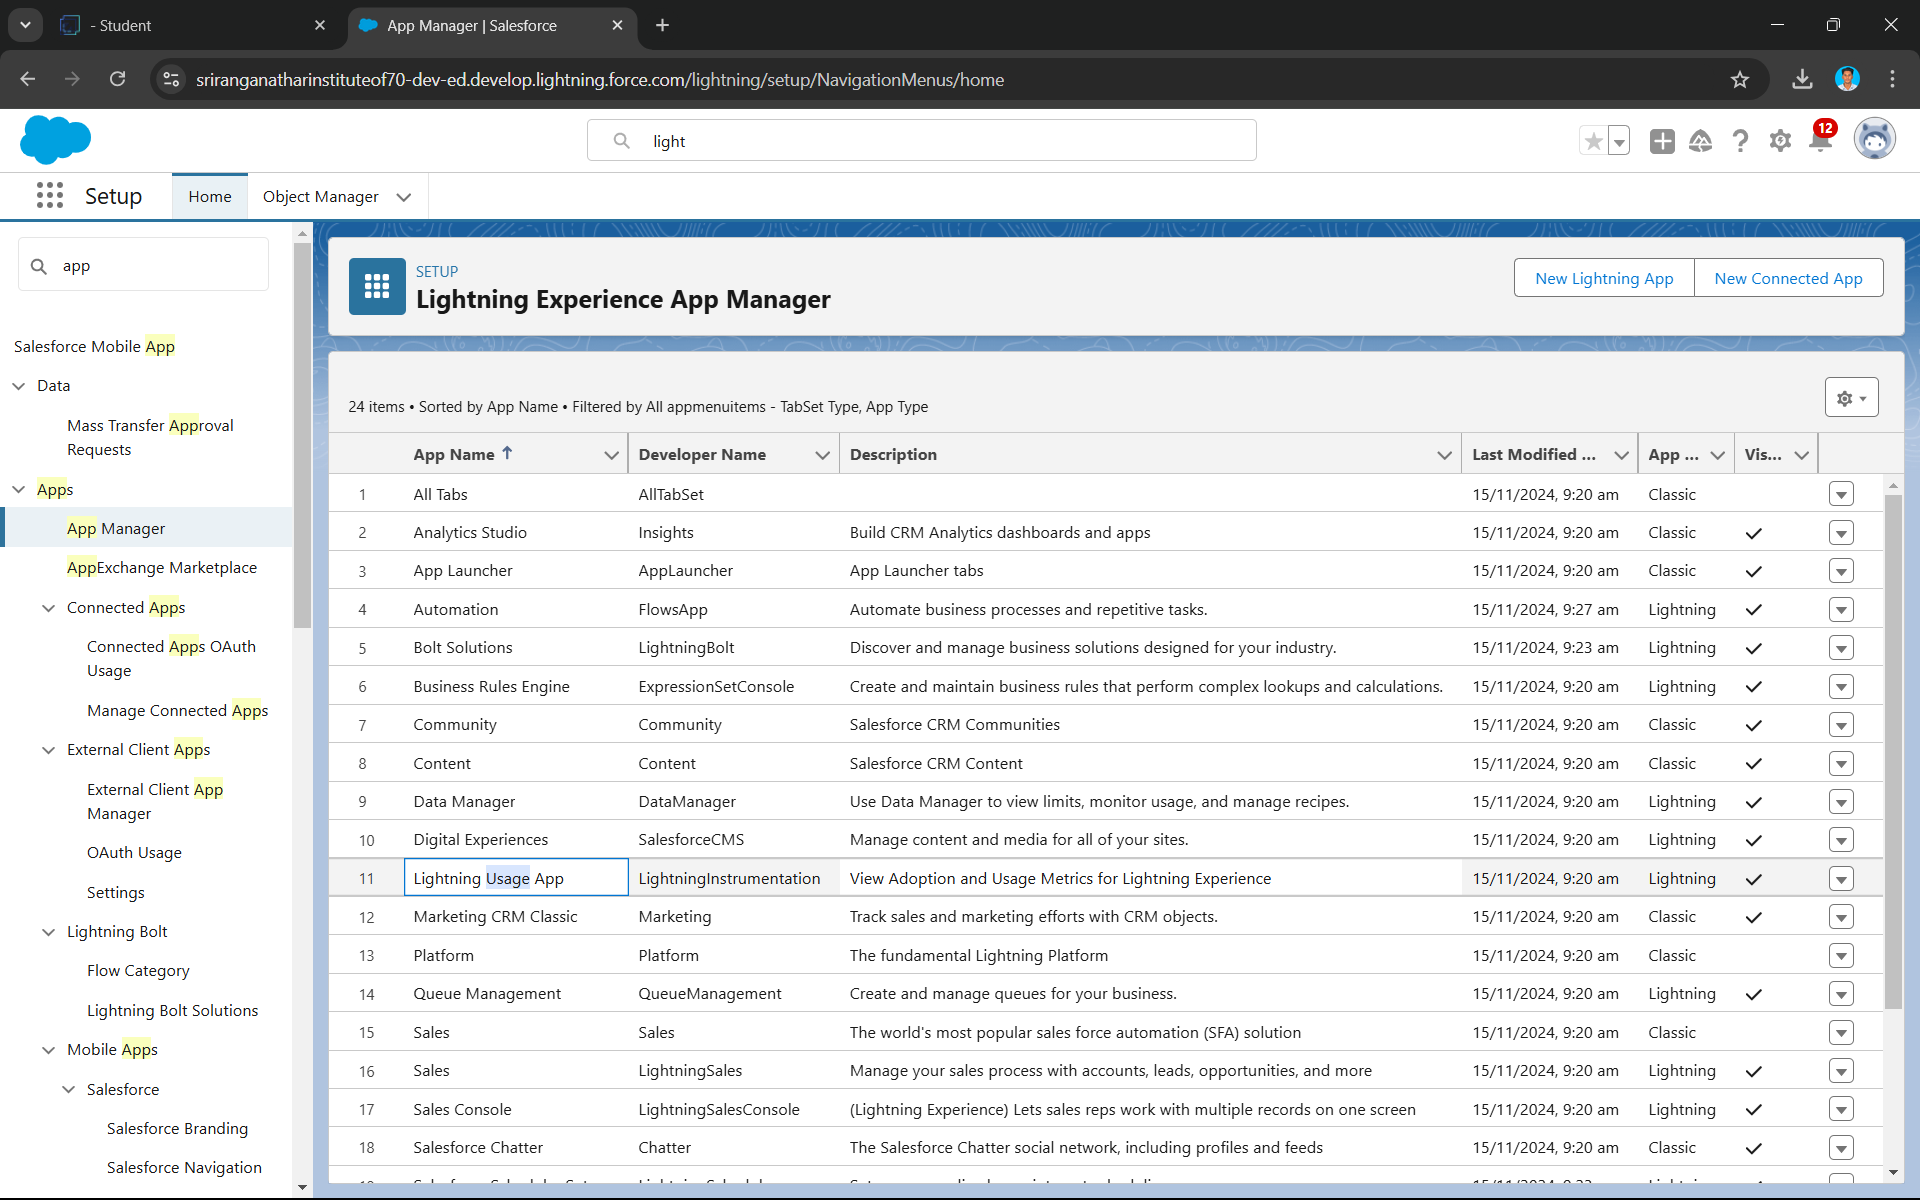 - Student
App Manager | Salesforce
sriranganatharinstituteof70-dev-ed.develop.lightning.force.com/lightning/setup/NavigationMenus/home
light
12
Setup
Home
Object Manager
app
Salesforce Mobile App
Data
Mass Transfer Approval
Requests
Apps
App Manager
AppExchange Marketplace
Connected Apps
Connected Apps OAuth
Usage
Manage Connected Apps
External Client Apps
External Client App
Manager
OAuth Usage
Settings
Lightning Bolt
Flow Category
Lightning Bolt Solutions
Mobile Apps
Salesforce
Salesforce Branding
Salesforce Navigation
SETUP
Lightning Experience App Manager
New Lightning App
New Connected App
24 items • Sorted by App Name • Filtered by All appmenuitems - TabSet Type, App Type
App Name Developer Name Description Last Modified ... App ... Vis...
1 All Tabs AllTabSet 15/11/2024, 9:20 am Classic
2 Analytics Studio Insights Build CRM Analytics dashboards and apps 15/11/2024, 9:20 am Classic
3 App Launcher AppLauncher App Launcher tabs 15/11/2024, 9:20 am Classic
4 Automation FlowsApp Automate business processes and repetitive tasks. 15/11/2024, 9:27 am Lightning
5 Bolt Solutions LightningBolt Discover and manage business solutions designed for your industry. 15/11/2024, 9:23 am Lightning
6 Business Rules Engine ExpressionSetConsole Create and maintain business rules that perform complex lookups and calculations. 15/11/2024, 9:20 am Lightning
7 Community Community Salesforce CRM Communities 15/11/2024, 9:20 am Classic
8 Content Content Salesforce CRM Content 15/11/2024, 9:20 am Classic
9 Data Manager DataManager Use Data Manager to view limits, monitor usage, and manage recipes. 15/11/2024, 9:20 am Lightning
10 Digital Experiences SalesforceCMS Manage content and media for all of your sites. 15/11/2024, 9:20 am Lightning
11 Lightning Usage App LightningInstrumentation View Adoption and Usage Metrics for Lightning Experience 15/11/2024, 9:20 am Lightning
12 Marketing CRM Classic Marketing Track sales and marketing efforts with CRM objects. 15/11/2024, 9:20 am Classic
13 Platform Platform The fundamental Lightning Platform 15/11/2024, 9:20 am Classic
14 Queue Management QueueManagement Create and manage queues for your business. 15/11/2024, 9:20 am Lightning
15 Sales Sales The world's most popular sales force automation (SFA) solution 15/11/2024, 9:20 am Classic
16 Sales LightningSales Manage your sales process with accounts, leads, opportunities, and more 15/11/2024, 9:20 am Lightning
17 Sales Console LightningSalesConsole (Lightning Experience) Lets sales reps work with multiple records on one screen 15/11/2024, 9:20 am Lightning
18 Salesforce Chatter Chatter The Salesforce Chatter social network, including profiles and feeds 15/11/2024, 9:20 am Classic